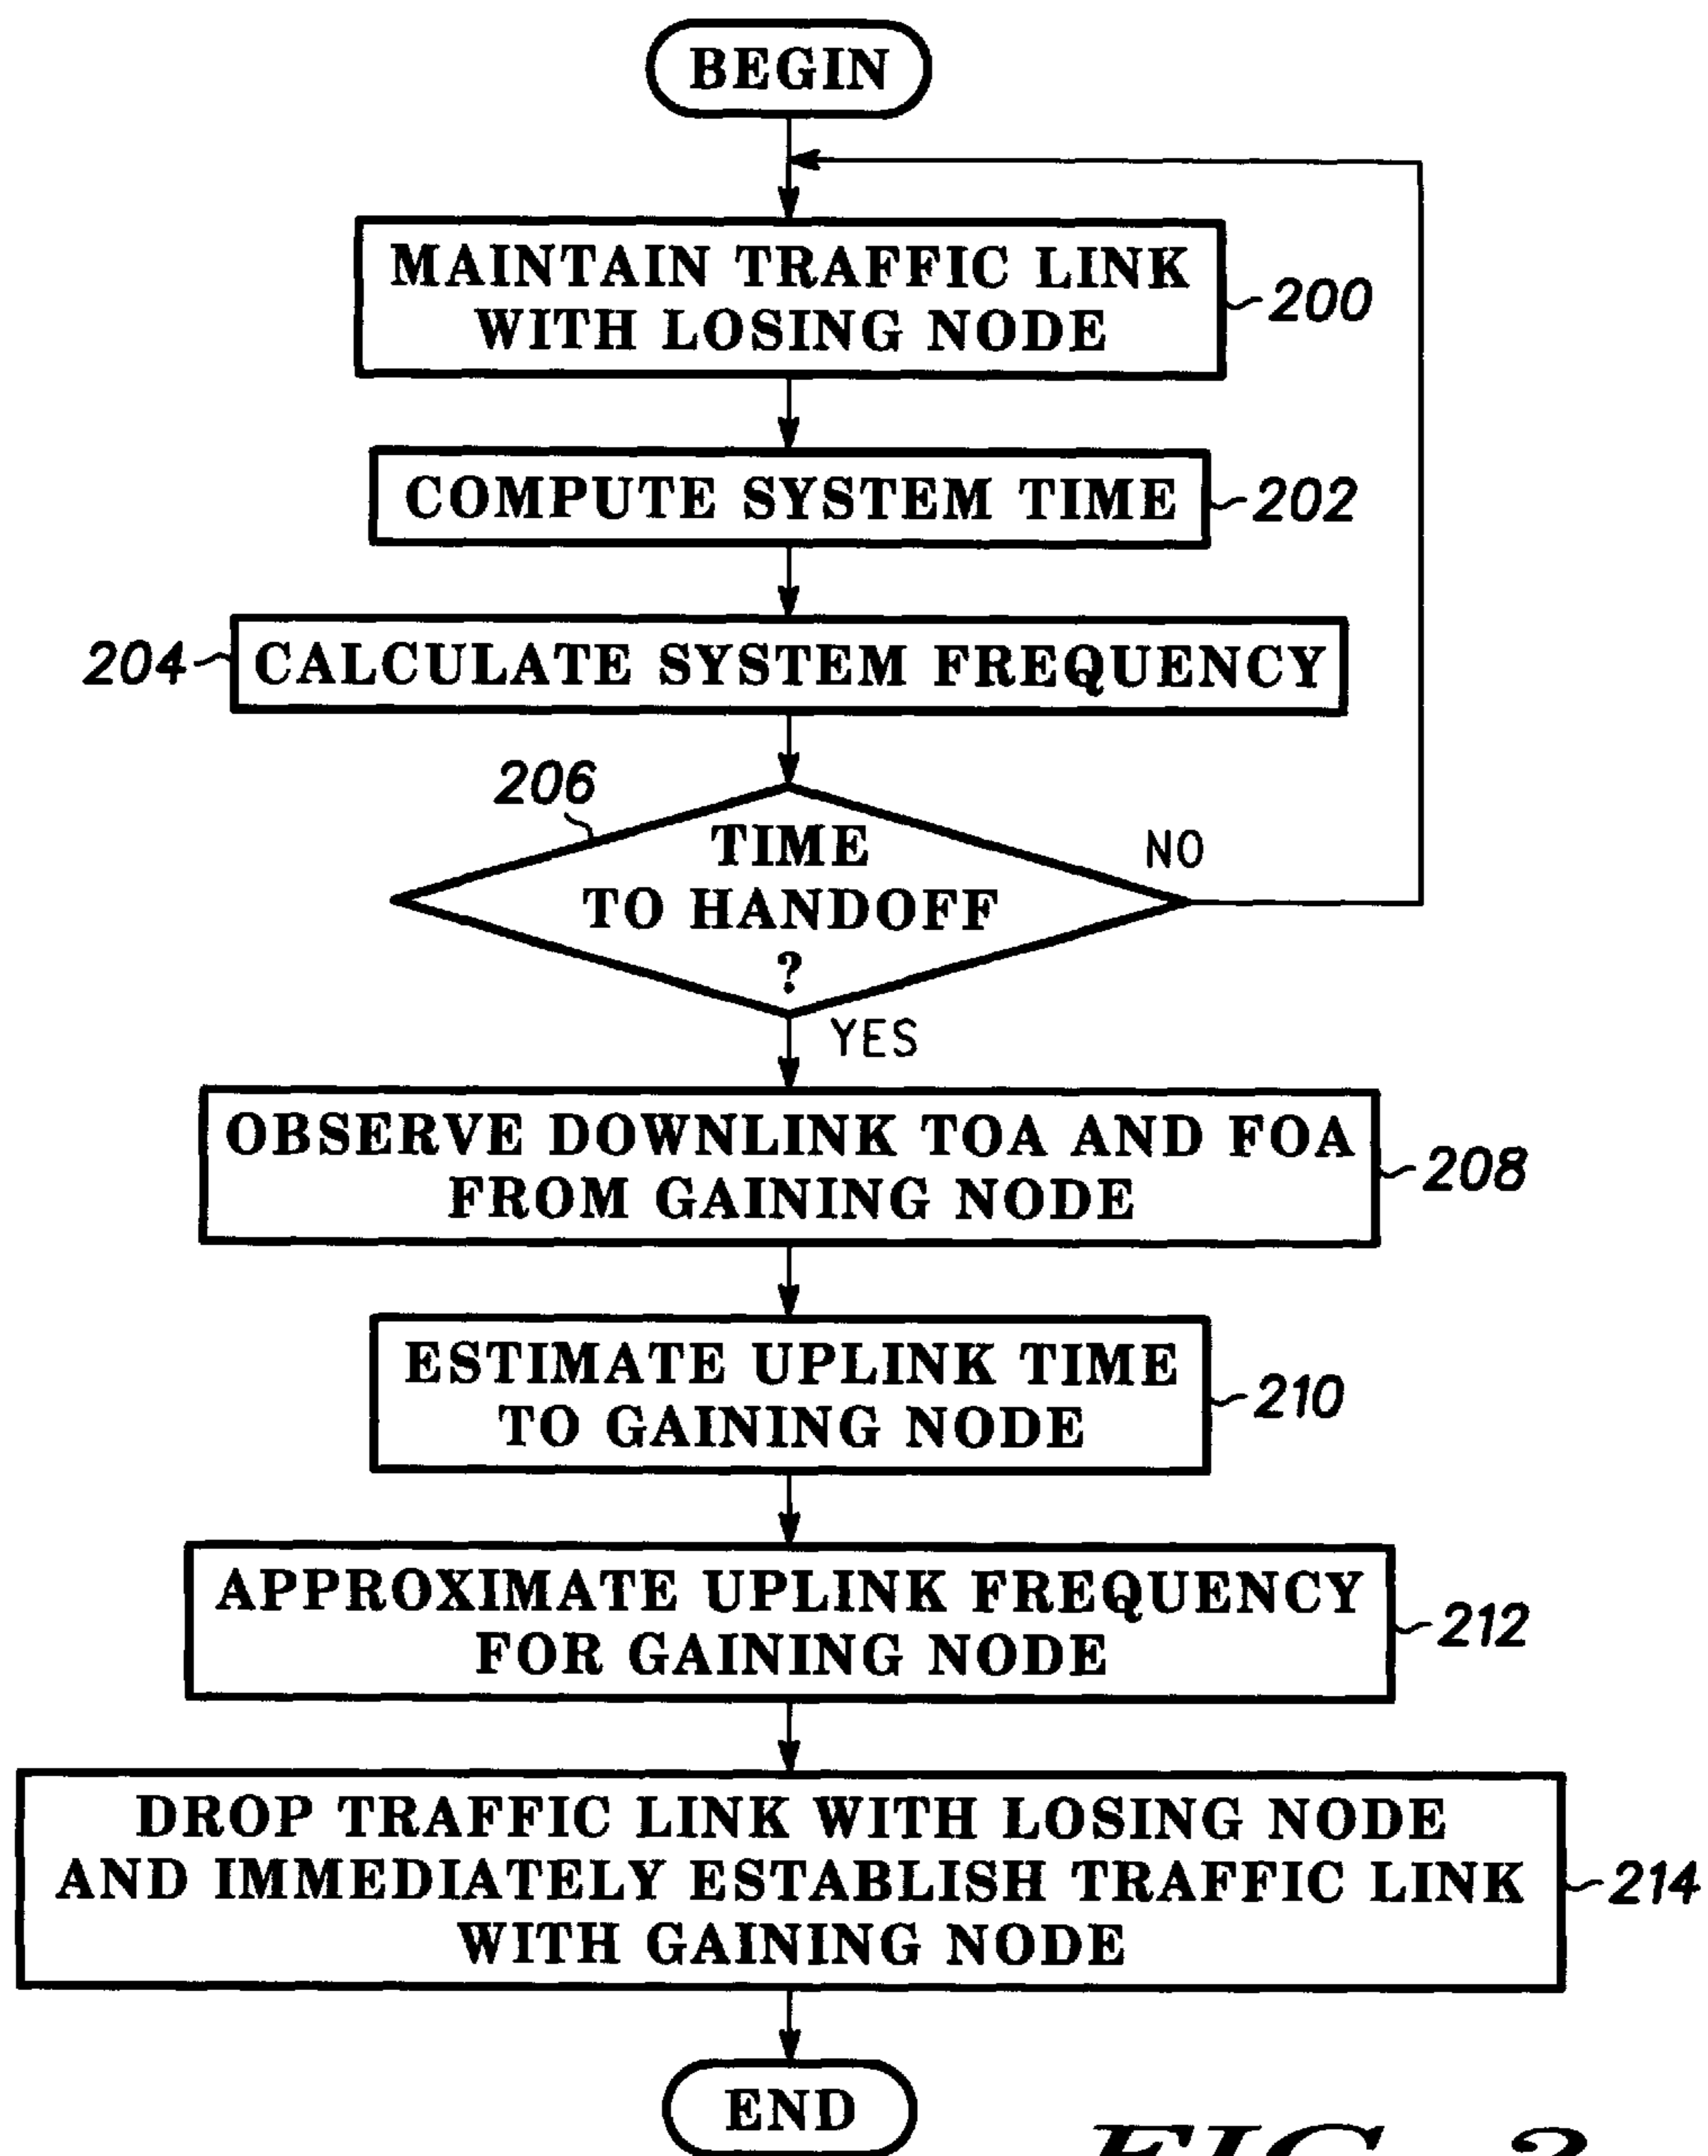 BEGIN
MAINTAIN TRAFFIC LINK
WITH LOSING NODE
200
COMPUTE SYSTEM TIME
202
204
CALCULATE SYSTEM FREQUENCY
206
TIME
TO HANDOFF
?
NO
YES
OBSERVE DOWNLINK TOA AND FOA
FROM GAINING NODE
208
ESTIMATE UPLINK TIME
TO GAINING NODE
210
APPROXIMATE UPLINK FREQUENCY
FOR GAINING NODE
212
DROP TRAFFIC LINK WITH LOSING NODE
AND IMMEDIATELY ESTABLISH TRAFFIC LINK
WITH GAINING NODE
214
END